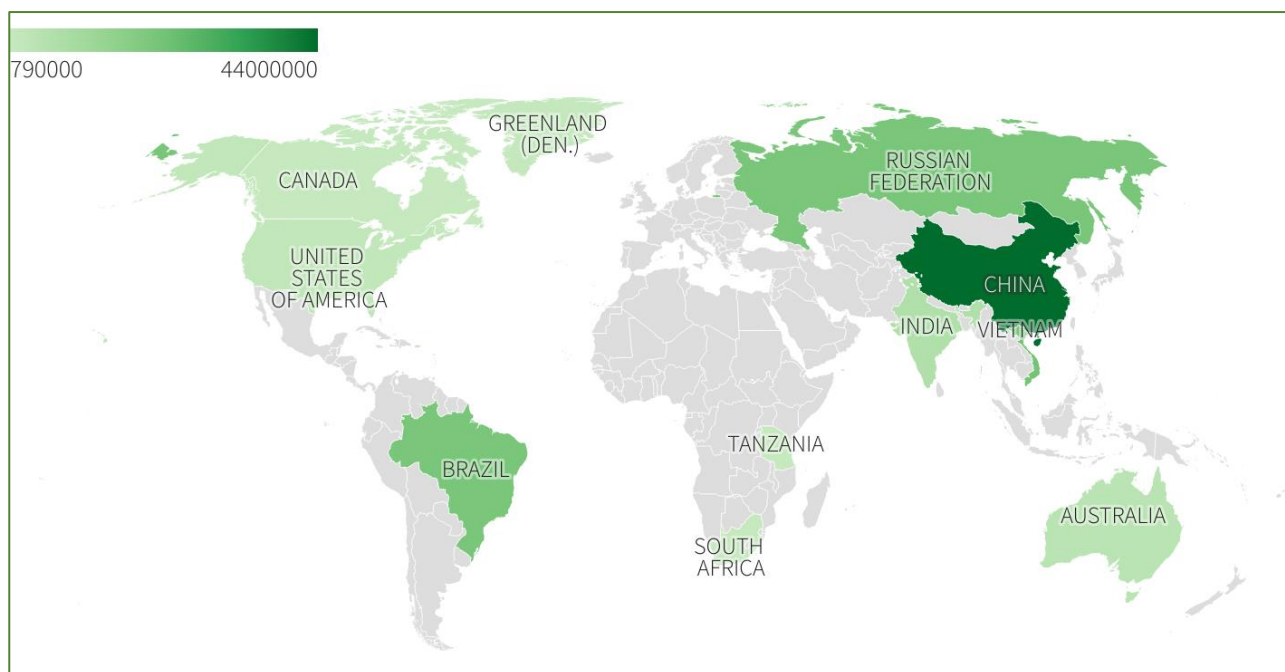 790000
44000000
GREENLAND
(DEN.)
CANADA
RUSSIAN
FEDERATION
UNITED
STATES
OF AMERICA
CHINA
INDIA
VIETNAM
TANZANIA
BRAZIL
AUSTRALIA
SOUTH
AFRICA